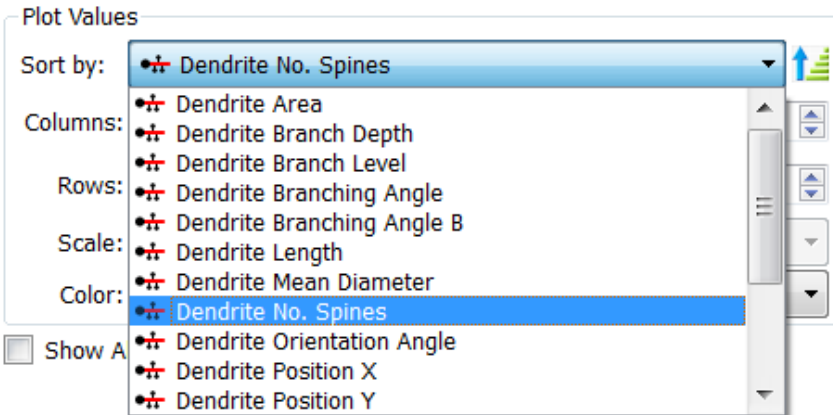 Plot Values
Sort by: Dendrite No. Spines
Dendrite Area
Columns:
Dendrite Branch Depth
Dendrite Branch Level
Rows:
Dendrite Branching Angle
Dendrite Branching Angle B
Scale:
Dendrite Length
Dendrite Mean Diameter
Color:
Dendrite No. Spines
Dendrite Orientation Angle
Show A
Dendrite Position X
Dendrite Position Y